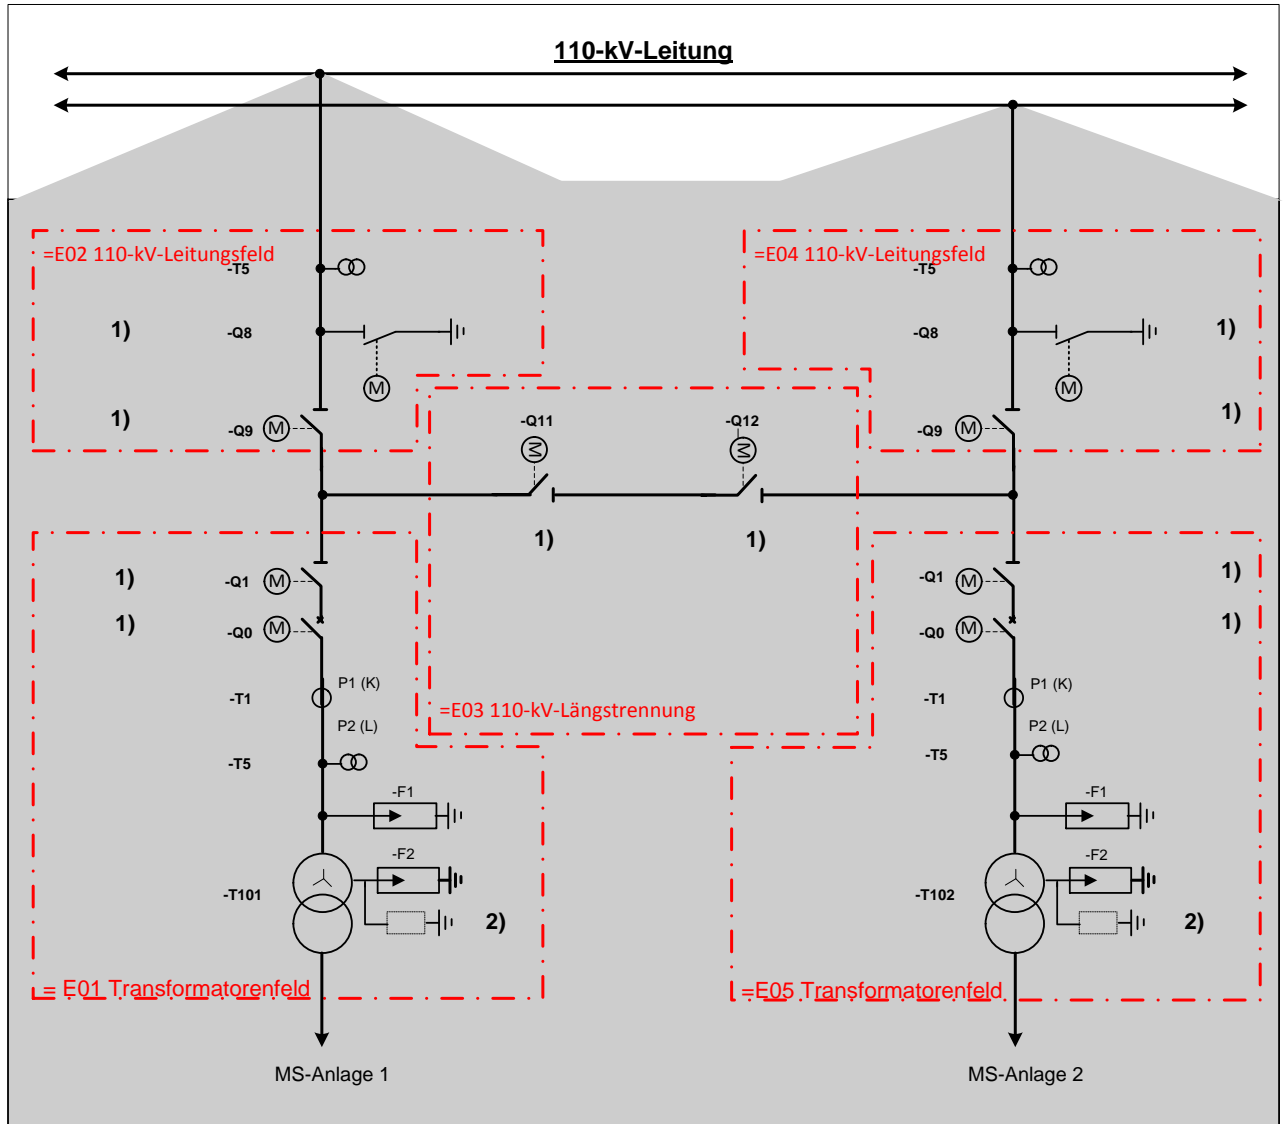 110-kV-Leitung
=E02 110-kV-Leitungsfeld
=E04 110-kV-Leitungsfeld
-T5
-T5
1)
-Q8
-Q8
1)
M
M
1)
-Q9
M
-Q11
M
-Q12
M
-Q9
M
1)
1)
1)
1)
-Q1
M
-Q1
M
1)
1)
-Q0
M
-Q0
M
1)
-T1
P1 (K)
P2 (L)
=E03 110-kV-Längstrennung
-T1
P1 (K)
P2 (L)
-T5
-T5
-F1
-F1
-F2
-F2
-T101
-T102
2)
2)
= E01 Transformatorenfeld
=E05 Transformatorenfeld
MS-Anlage 1
MS-Anlage 2